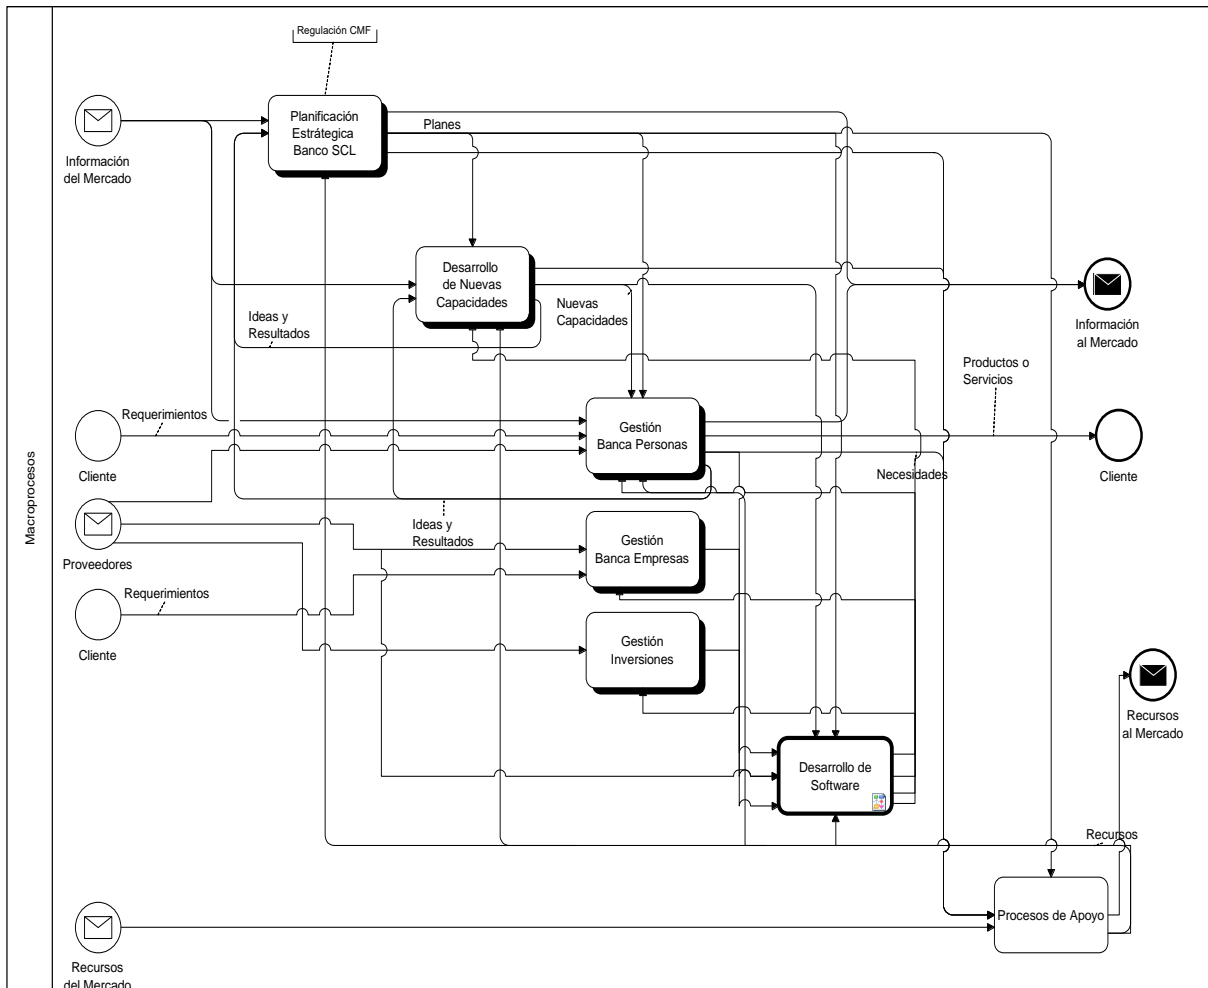 Macroprocesos
Regulación CMF
Planificación
Estrátegica
Banco SCL
Planes
Información
del Mercado
Desarrollo
de Nuevas
Capacidades
Ideas y
Resultados
Nuevas
Capacidades
Información
al Mercado
Productos o
Servicios
Requerimientos
Cliente
Gestión
Banca Personas
Necesidades
Cliente
Proveedores
Ideas y
Resultados
Gestión
Banca Empresas
Requerimientos
Cliente
Gestión
Inversiones
Recursos
al Mercado
Desarrollo de
Software
Recursos
Procesos de Apoyo
Recursos
del Mercado